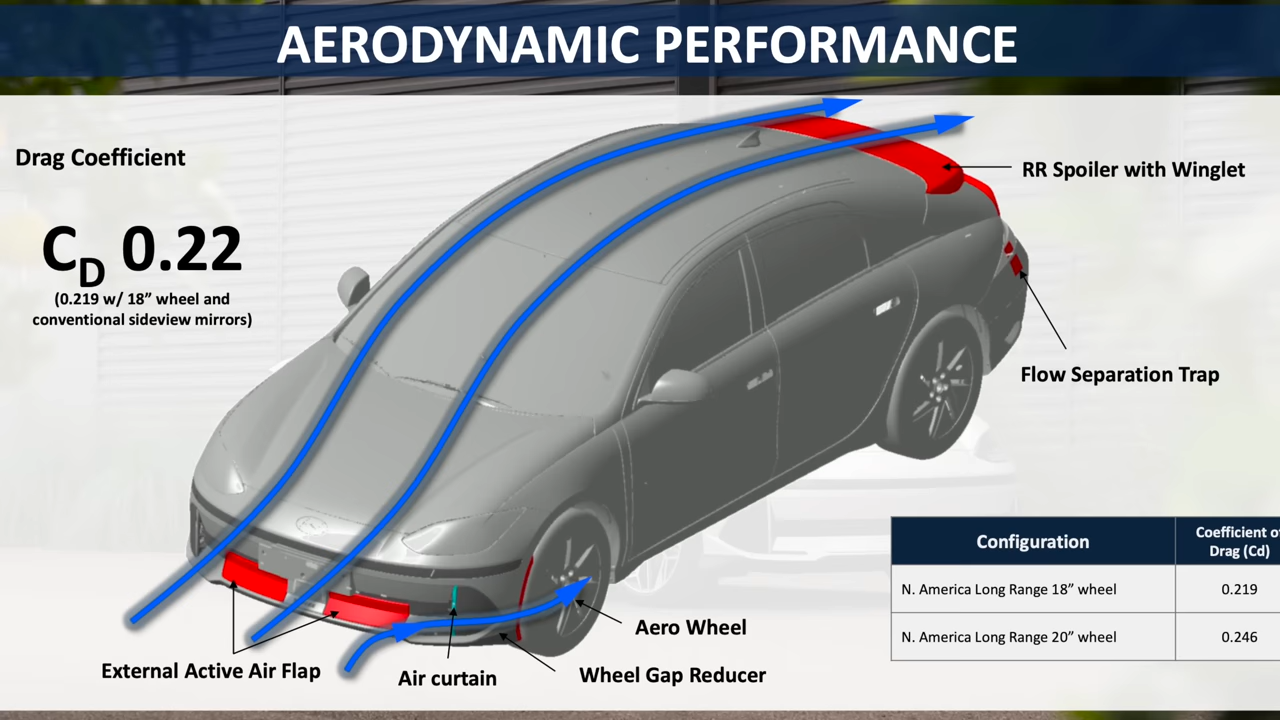 AERODYNAMIC PERFORMANCE
Drag Coefficient
CD 0.22
(0.219 w/ 18” wheel and
conventional sideview mirrors)
RR Spoiler with Winglet
Flow Separation Trap
External Active Air Flap
Air curtain
Wheel Gap Reducer
Aero Wheel
Configuration
Coefficient of
Drag (Cd)
N. America Long Range 18” wheel
0.219
N. America Long Range 20” wheel
0.246